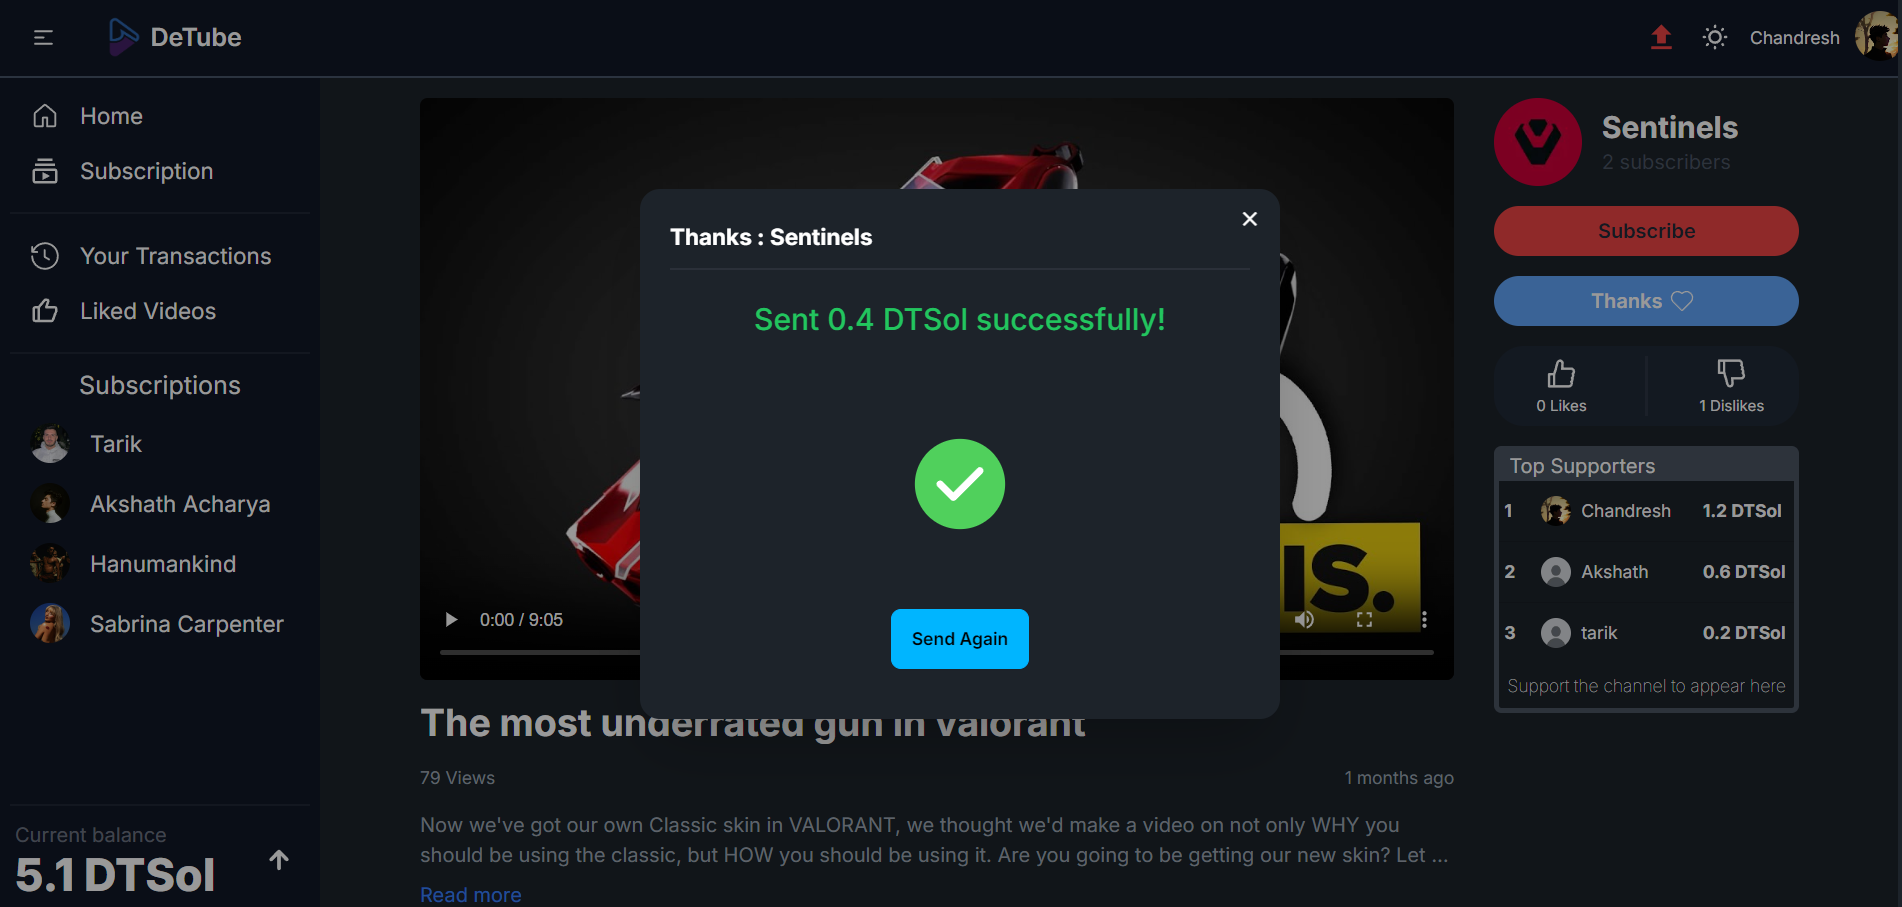 DeTube
Chandresh
Home
Subscription
Your Transactions
Liked Videos
Subscriptions
Tarik
Akshath Acharya
Hanumankind
Sabrina Carpenter
Current balance
5.1 DTSol
Thanks : Sentinels
Sent 0.4 DTSol successfully!
Send Again
0:00 / 9:05
IS.
The most underrated gun in valorant
79 Views
1 months ago
Now we've got our own Classic skin in VALORANT, we thought we'd make a video on not only WHY you
should be using the classic, but HOW you should be using it. Are you going to be getting our new skin? Let ...
Read more
Sentinels
2 subscribers
Subscribe
Thanks
0 Likes
1 Dislikes
Top Supporters
1 Chandresh 1.2 DTSol
2 Akshath 0.6 DTSol
3 tarik 0.2 DTSol
Support the channel to appear here